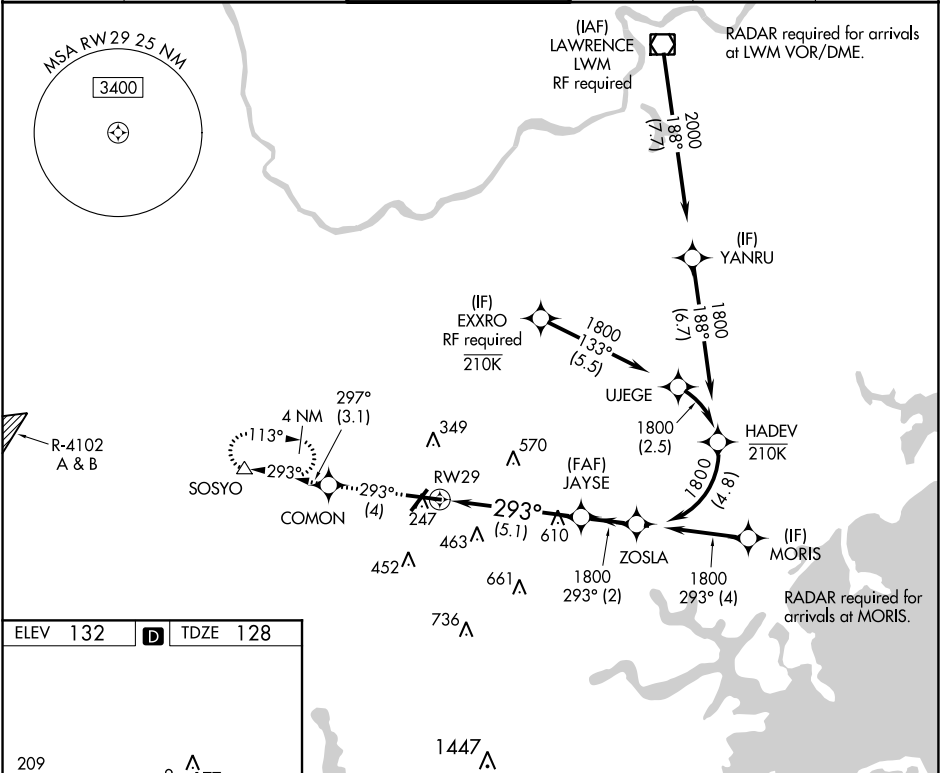 MSA RW29 25 NM
3400
(IAF)
LAWRENCE
LWM
RF required
RADAR required for arrivals
at LWM VOR/DME.
2000
188°
(7.7)
(IF)
YANRU
1800
188°
(6.7)
(IF)
EXXRO
RF required
210K
1800
133°
(5.5)
UJEGE
1800
(2.5)
HADEV
210K
1800
(4.8)
R-4102
A & B
297°
(3.1)
4 NM
113°
293°
SOSYO
COMON
293°
(4)
349
570
RW29
247
463
452
293°
(5.1)
(FAF)
JAYSE
610
661
736
ZOSLA
1800
293° (2)
1800
293° (4)
(IF)
MORIS
RADAR required for
arrivals at MORIS.
ELEV 132
D
TDZE 128
209
1447